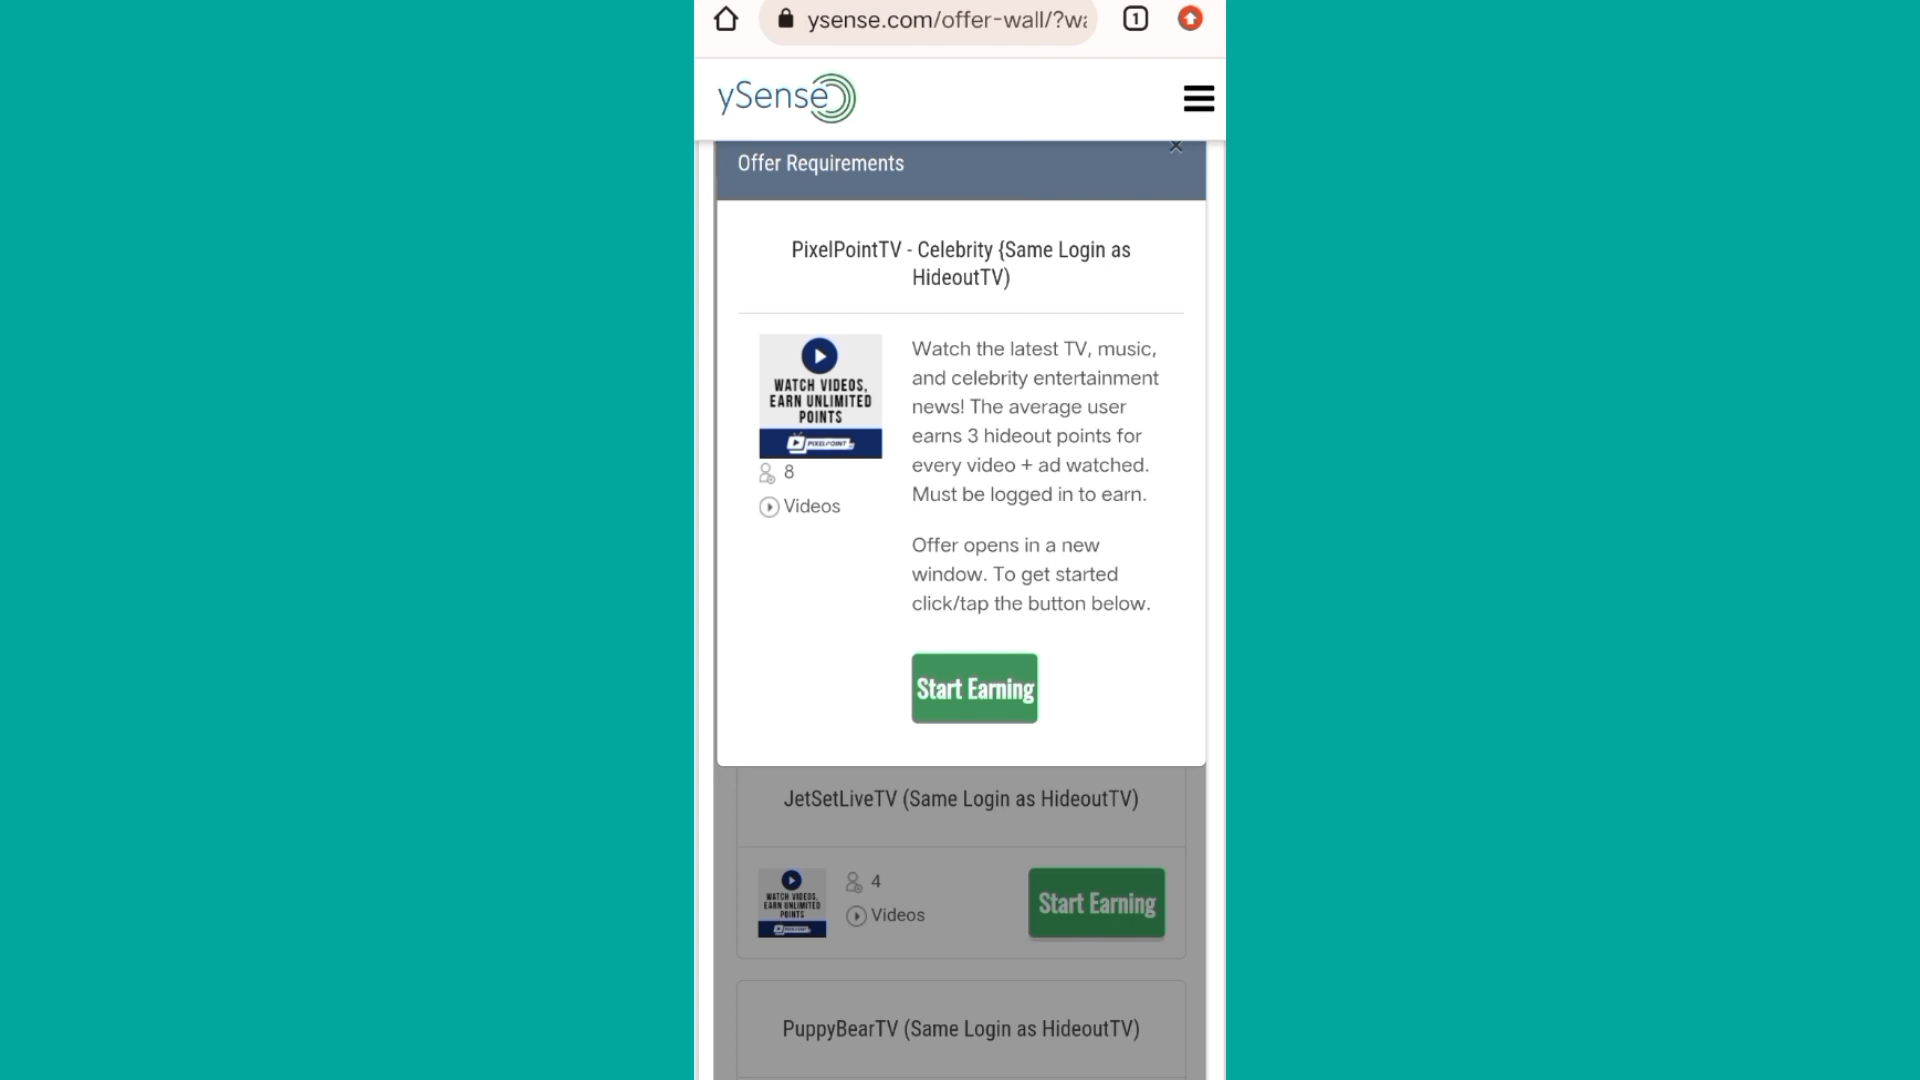 ysense.com/offer-wall/?wa
1
ySense
Offer Requirements
PixelPointTV - Celebrity {Same Login as
HideoutTV)
WATCH VIDEOS,
EARN UNLIMITED
POINTS
PIXELPOINT
8
Videos
Watch the latest TV, music,
and celebrity entertainment
news! The average user
earns 3 hideout points for
every video + ad watched.
Must be logged in to earn.
Offer opens in a new
window. To get started
click/tap the button below.
Start Earning
JetSetLiveTV (Same Login as HideoutTV)
WATCH VIDEOS,
EARN UNLIMITED
POINTS
4
Videos
Start Earning
PuppyBearTV (Same Login as HideoutTV)